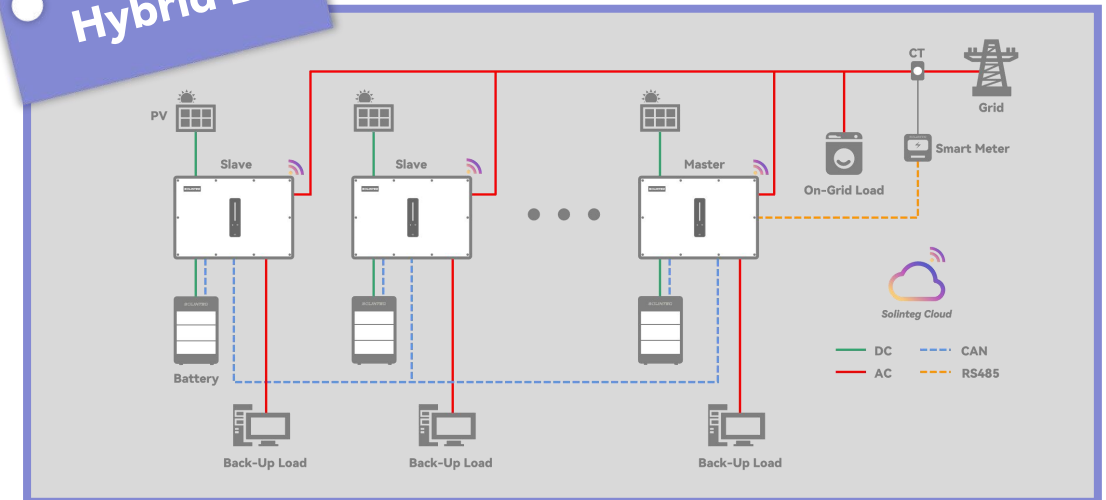 Hybrid
CT
Grid
PV
Slave
Slave
Master
Smart Meter
On-Grid Load
Solinteg Cloud
DC
CAN
AC
RS485
Battery
Back-Up Load
Back-Up Load
Back-Up Load